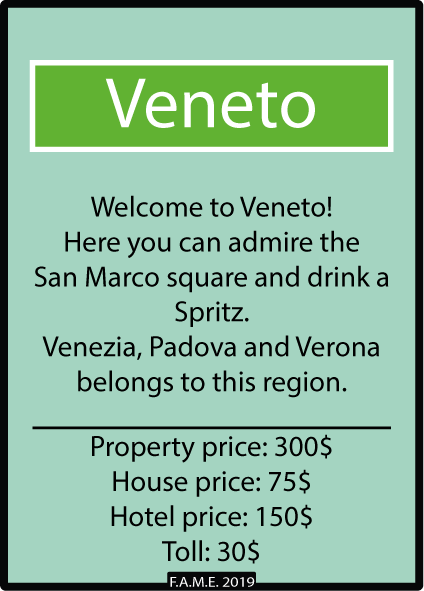 Veneto
Welcome to Veneto!
Here you can admire the
San Marco square and drink a
Spritz.
Venezia, Padova and Verona
belongs to this region.
Property price: 300$
House price: 75$
Hotel price: 150$
Toll: 30$
F.A.M.E. 2019